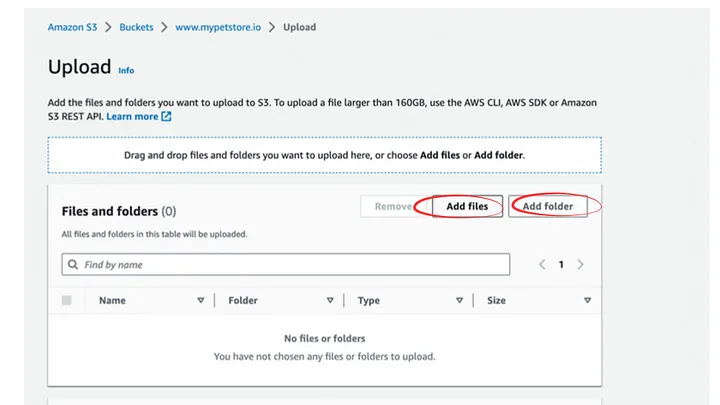 Amazon S3 > Buckets > www.mypetstore.io > Upload
Upload Info
Add the files and folders you want to upload to S3. To upload a file larger than 160GB, use the AWS CLI, AWS SDK or Amazon
S3 REST API. Learn more
Drag and drop files and folders you want to upload here, or choose Add files or Add folder.
Files and folders (0)
Remove
Add files
Add folder
All files and folders in this table will be uploaded.
Find by name
< 1 >
Name
Folder
Type
Size
No files or folders
You have not chosen any files or folders to upload.